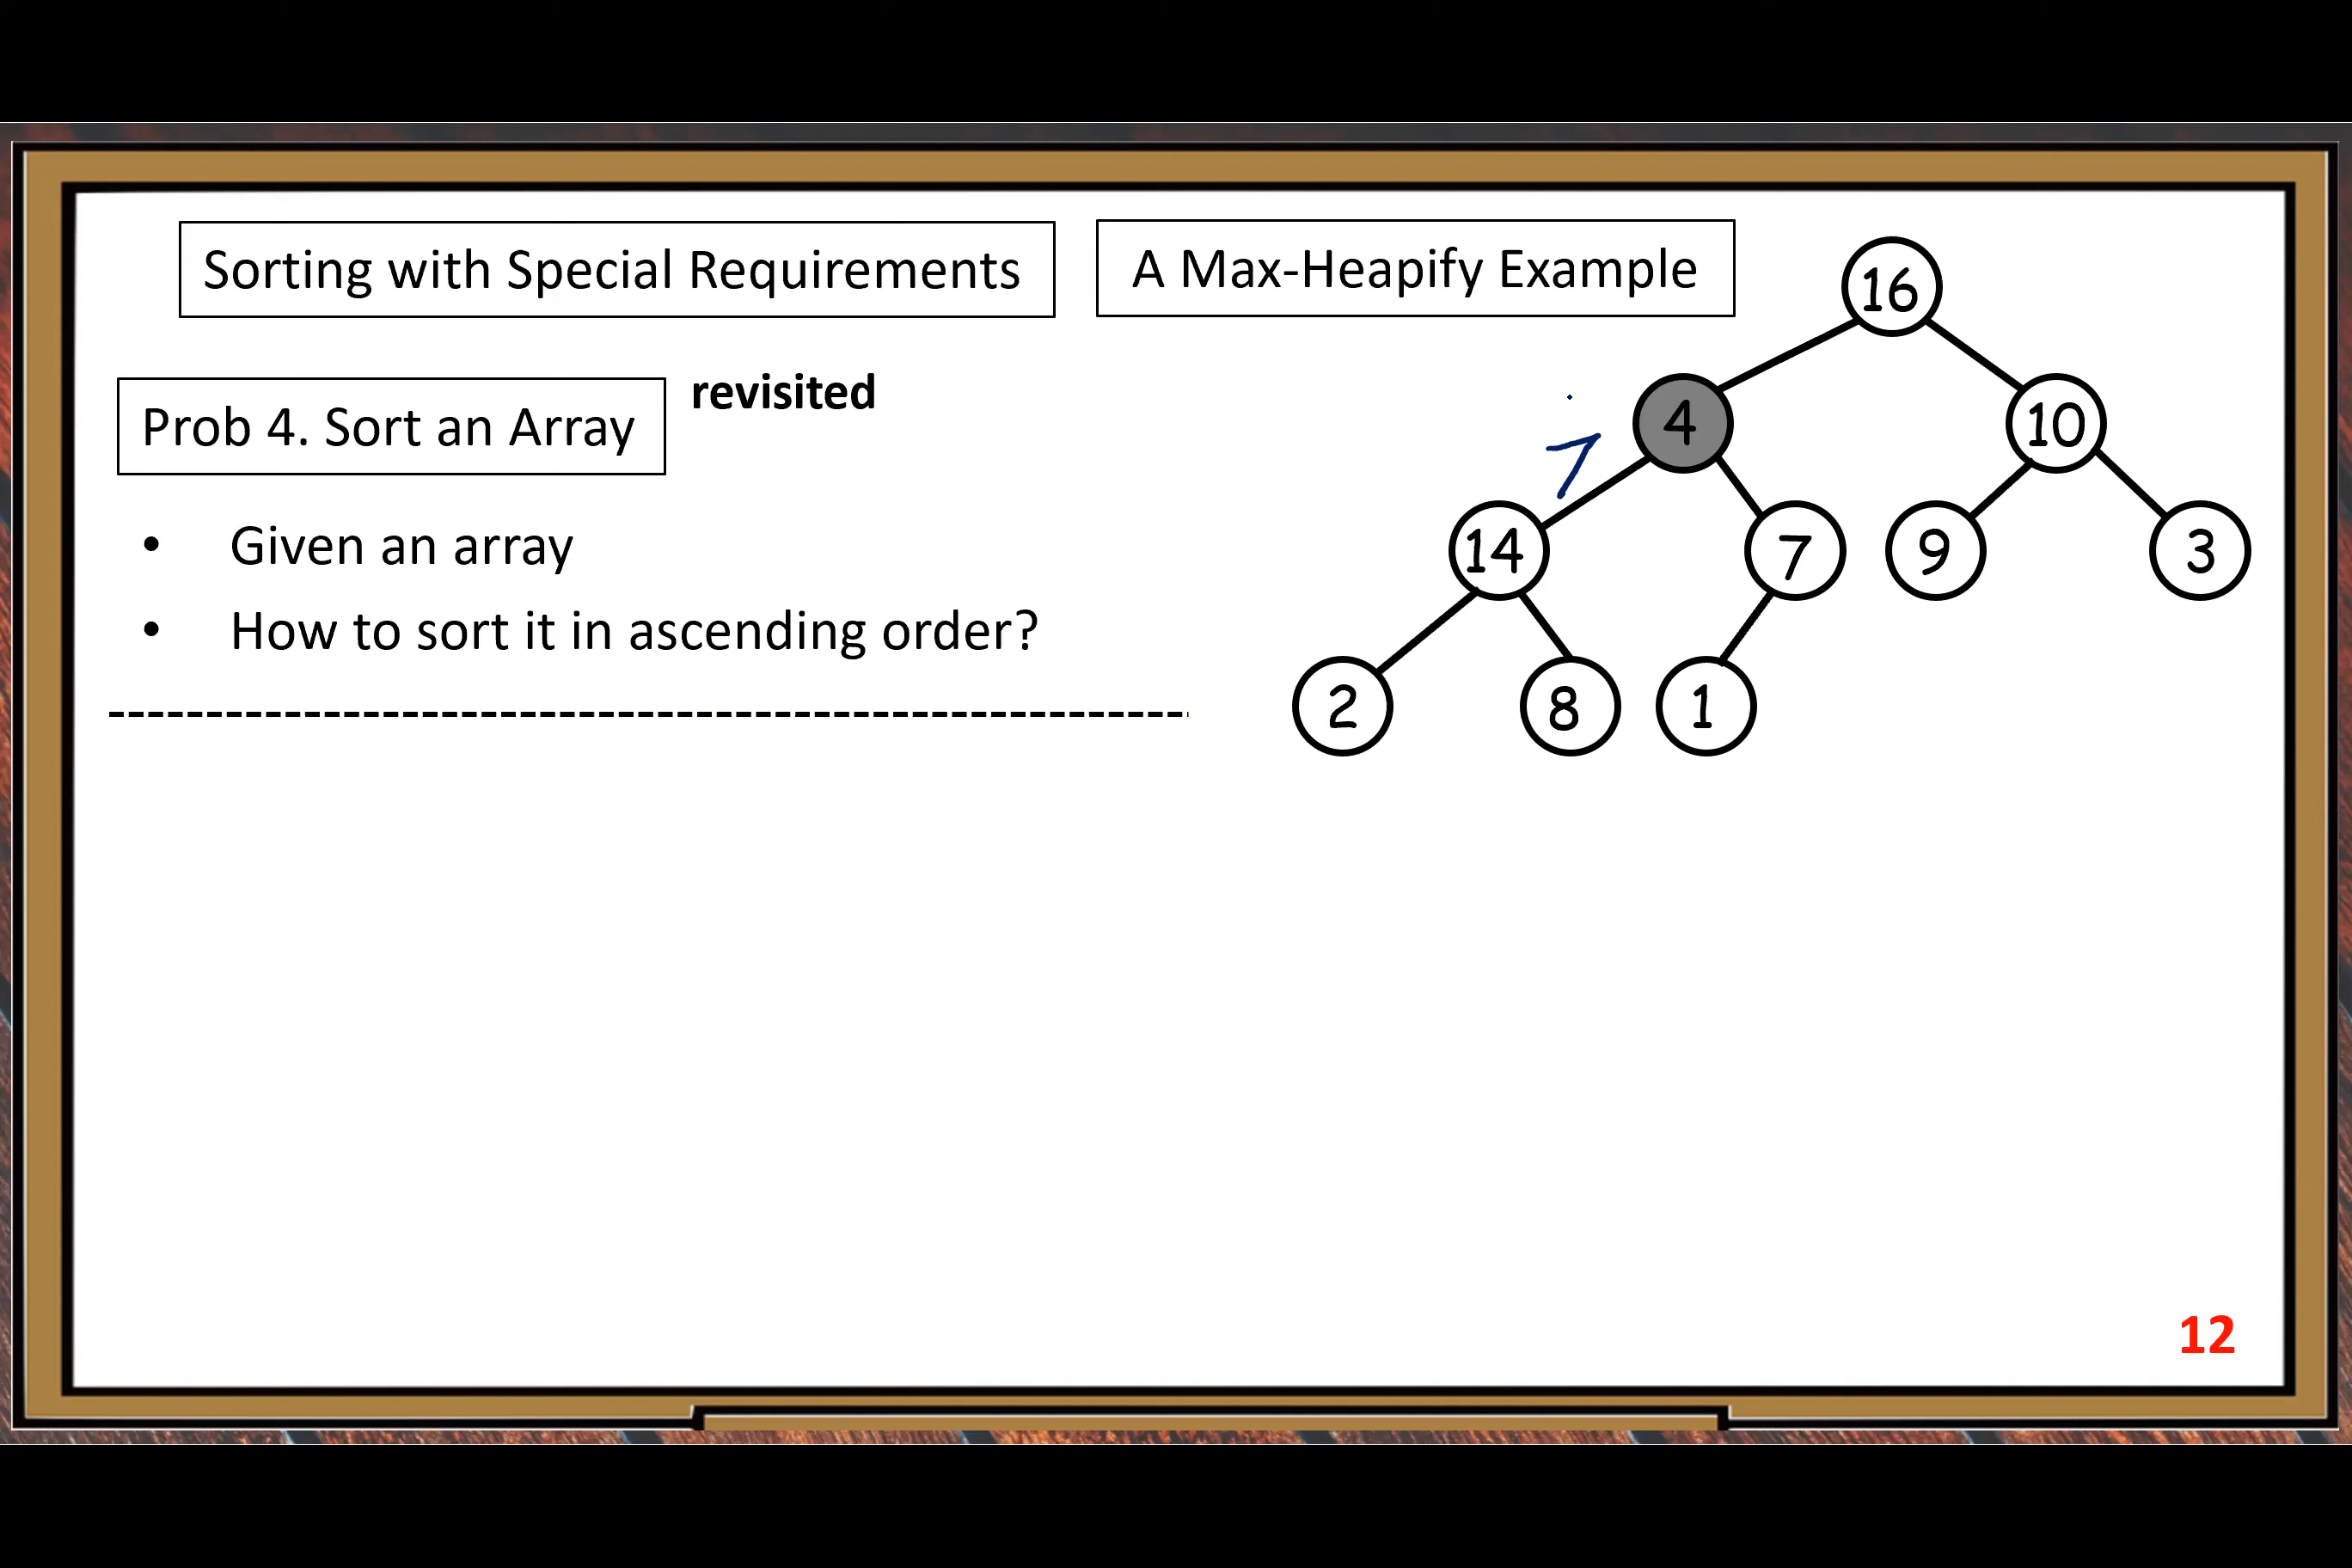 Sorting with Special Requirements
A Max-Heapify Example
Prob 4. Sort an Array
revisited
• Given an array
• How to sort it in ascending order?
16
4
10
14
7
9
3
2
8
1
12